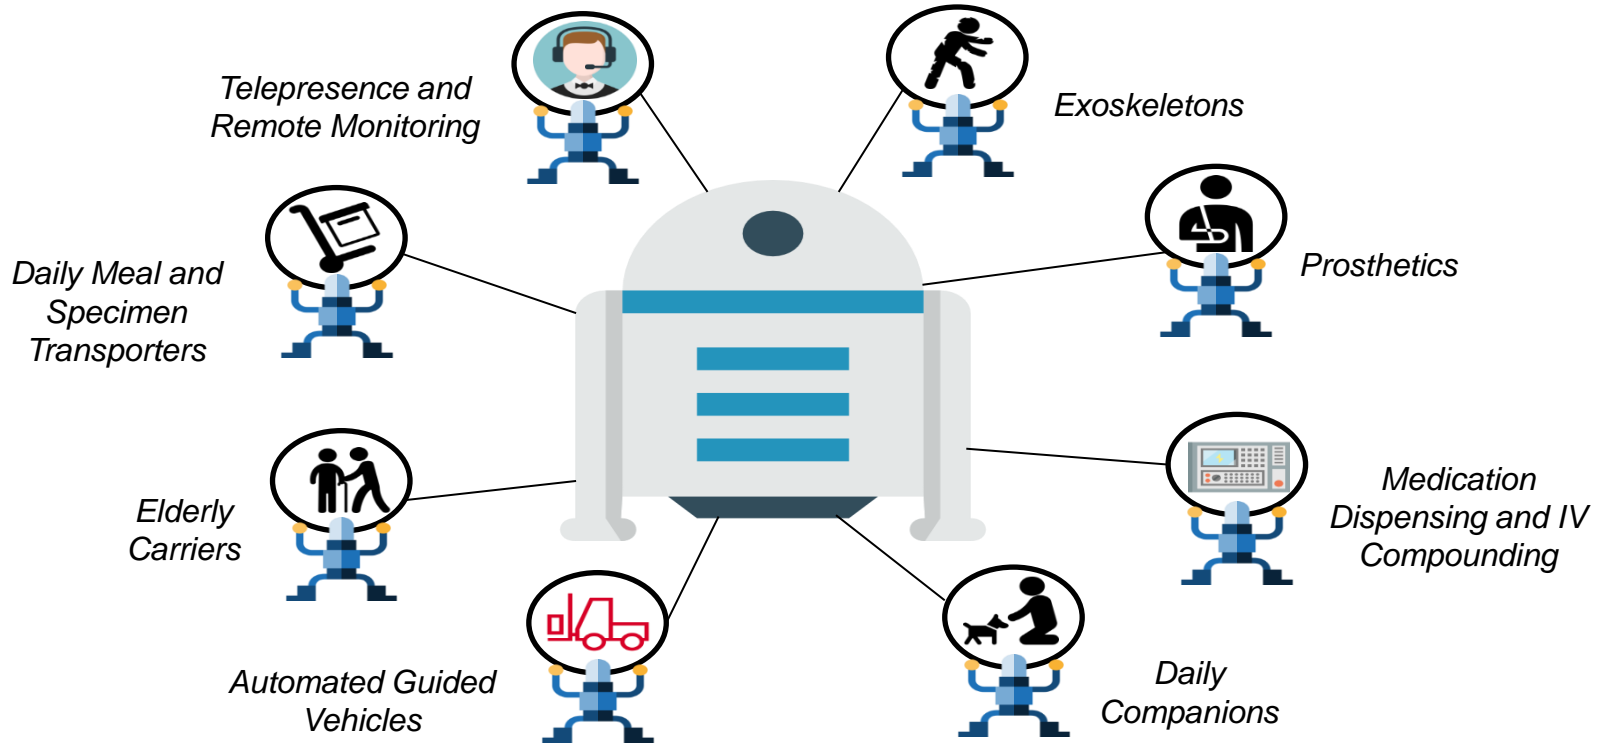 Telepresence and
Remote Monitoring
Exoskeletons
Daily Meal and
Specimen
Transporters
Prosthetics
Elderly
Carriers
Medication
Dispensing and IV
Compounding
Automated Guided
Vehicles
Daily
Companions